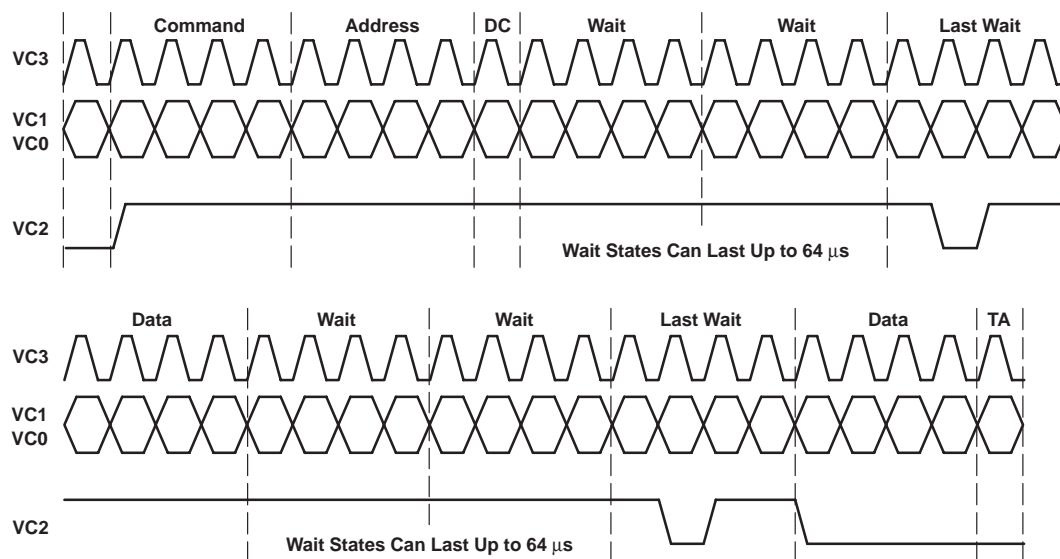 Command Address DC Wait Wait Last Wait
VC3
VC1
VC0
VC2
Wait States Can Last Up to 64 μs
Data Wait Wait Last Wait Data TA
VC3
VC1
VC0
VC2
Wait States Can Last Up to 64 μs